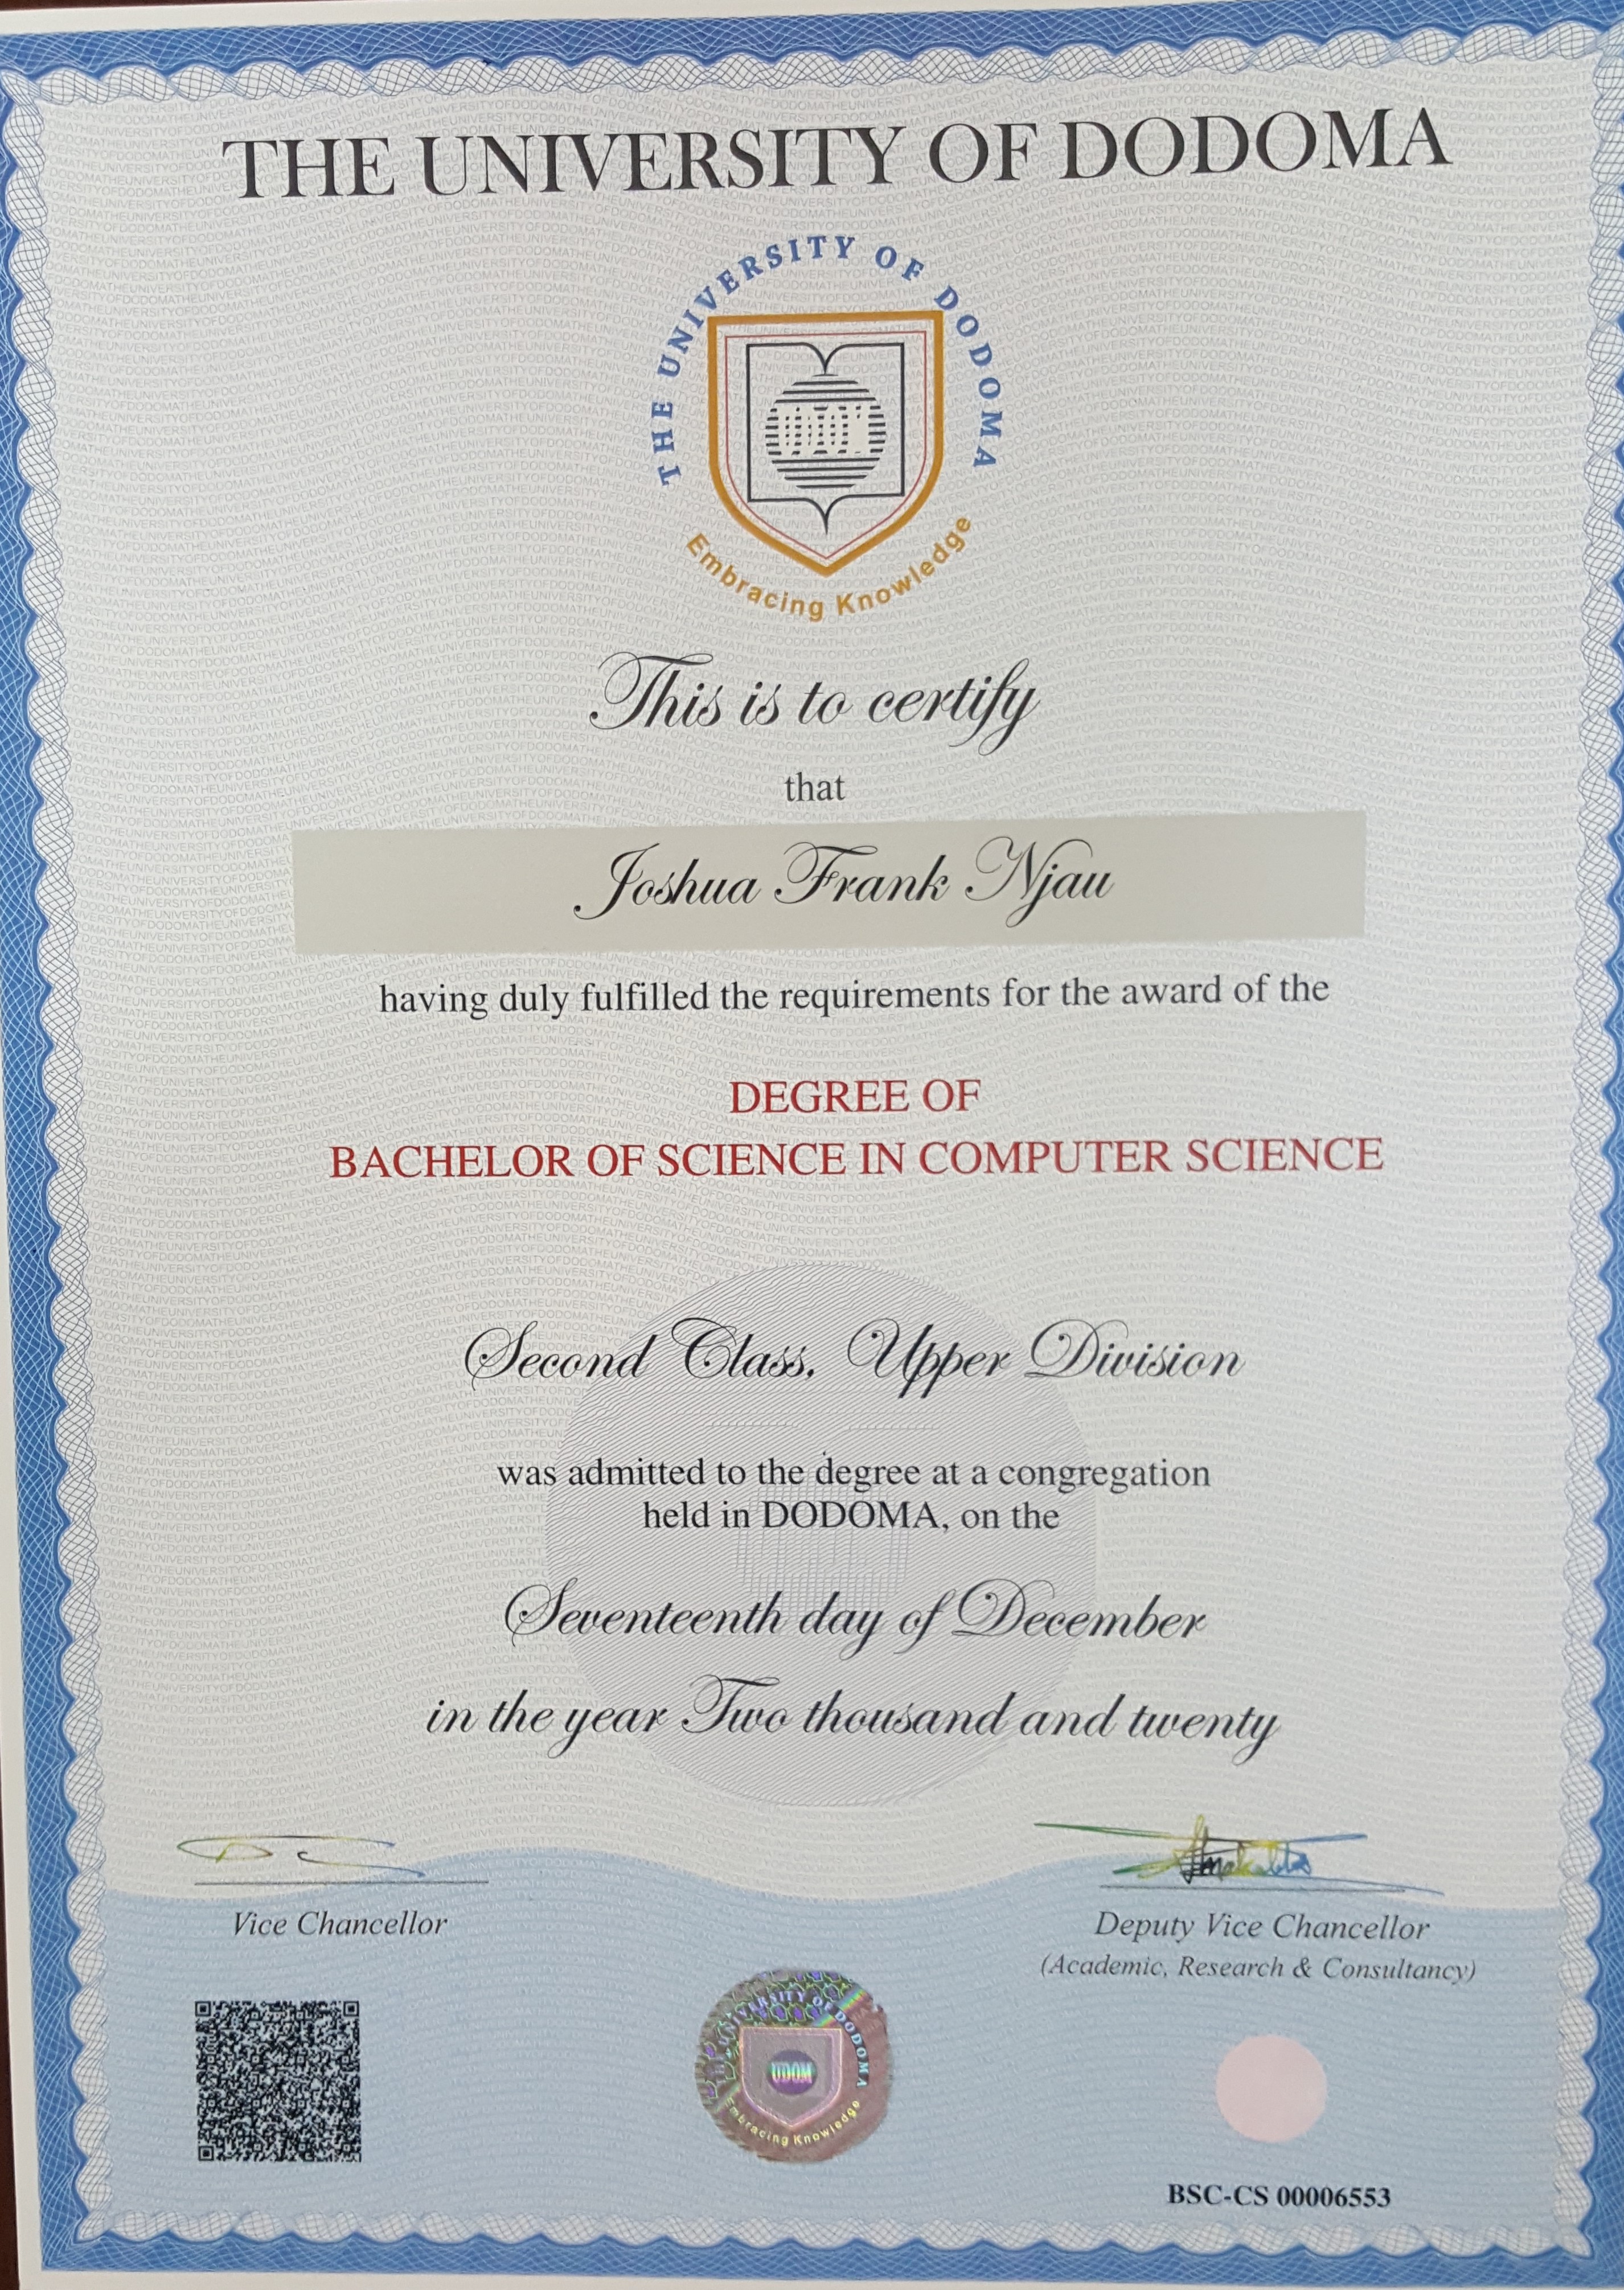 THE UNIVERSITY OF DODOMA
THE UNIVERSITY OF DODOMA
Embracing Knowledge
This is to certify
that
Joshua Frank Njau
having duly fulfilled the requirements for the award of the
DEGREE OF
BACHELOR OF SCIENCE IN COMPUTER SCIENCE
Second Class, Upper Division
was admitted to the degree at a congregation
held in DODOMA, on the
Seventeenth day of December
in the year Two thousand and twenty
Vice Chancellor
Deputy Vice Chancellor
(Academic, Research & Consultancy)
THE UNIVERSITY OF DODOMA
UDOM
Embracing Knowledge
BSC-CS 00006553